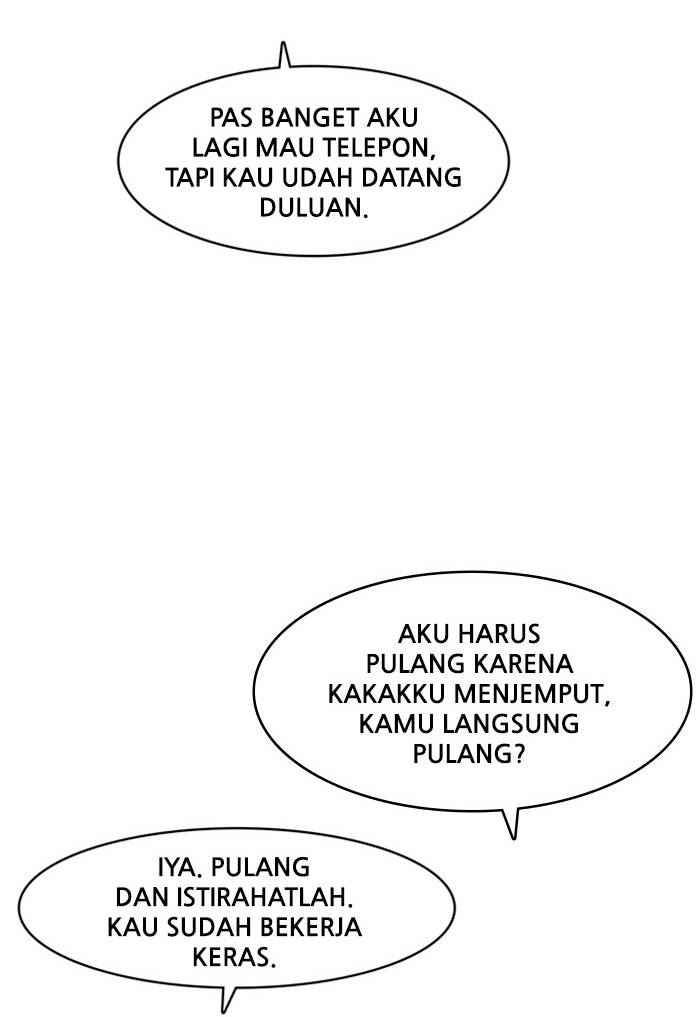 PAS BANGET AKU
LAGI MAU TELEPON,
TAPI KAU UDAH DATANG
DULUAN.
AKU HARUS
PULANG KARENA
KAKAKKU MENJEMPUT,
KAMU LANGSUNG
PULANG?
IYA. PULANG
DAN ISTIRAHATLAH.
KAU SUDAH BEKERJA
KERAS.